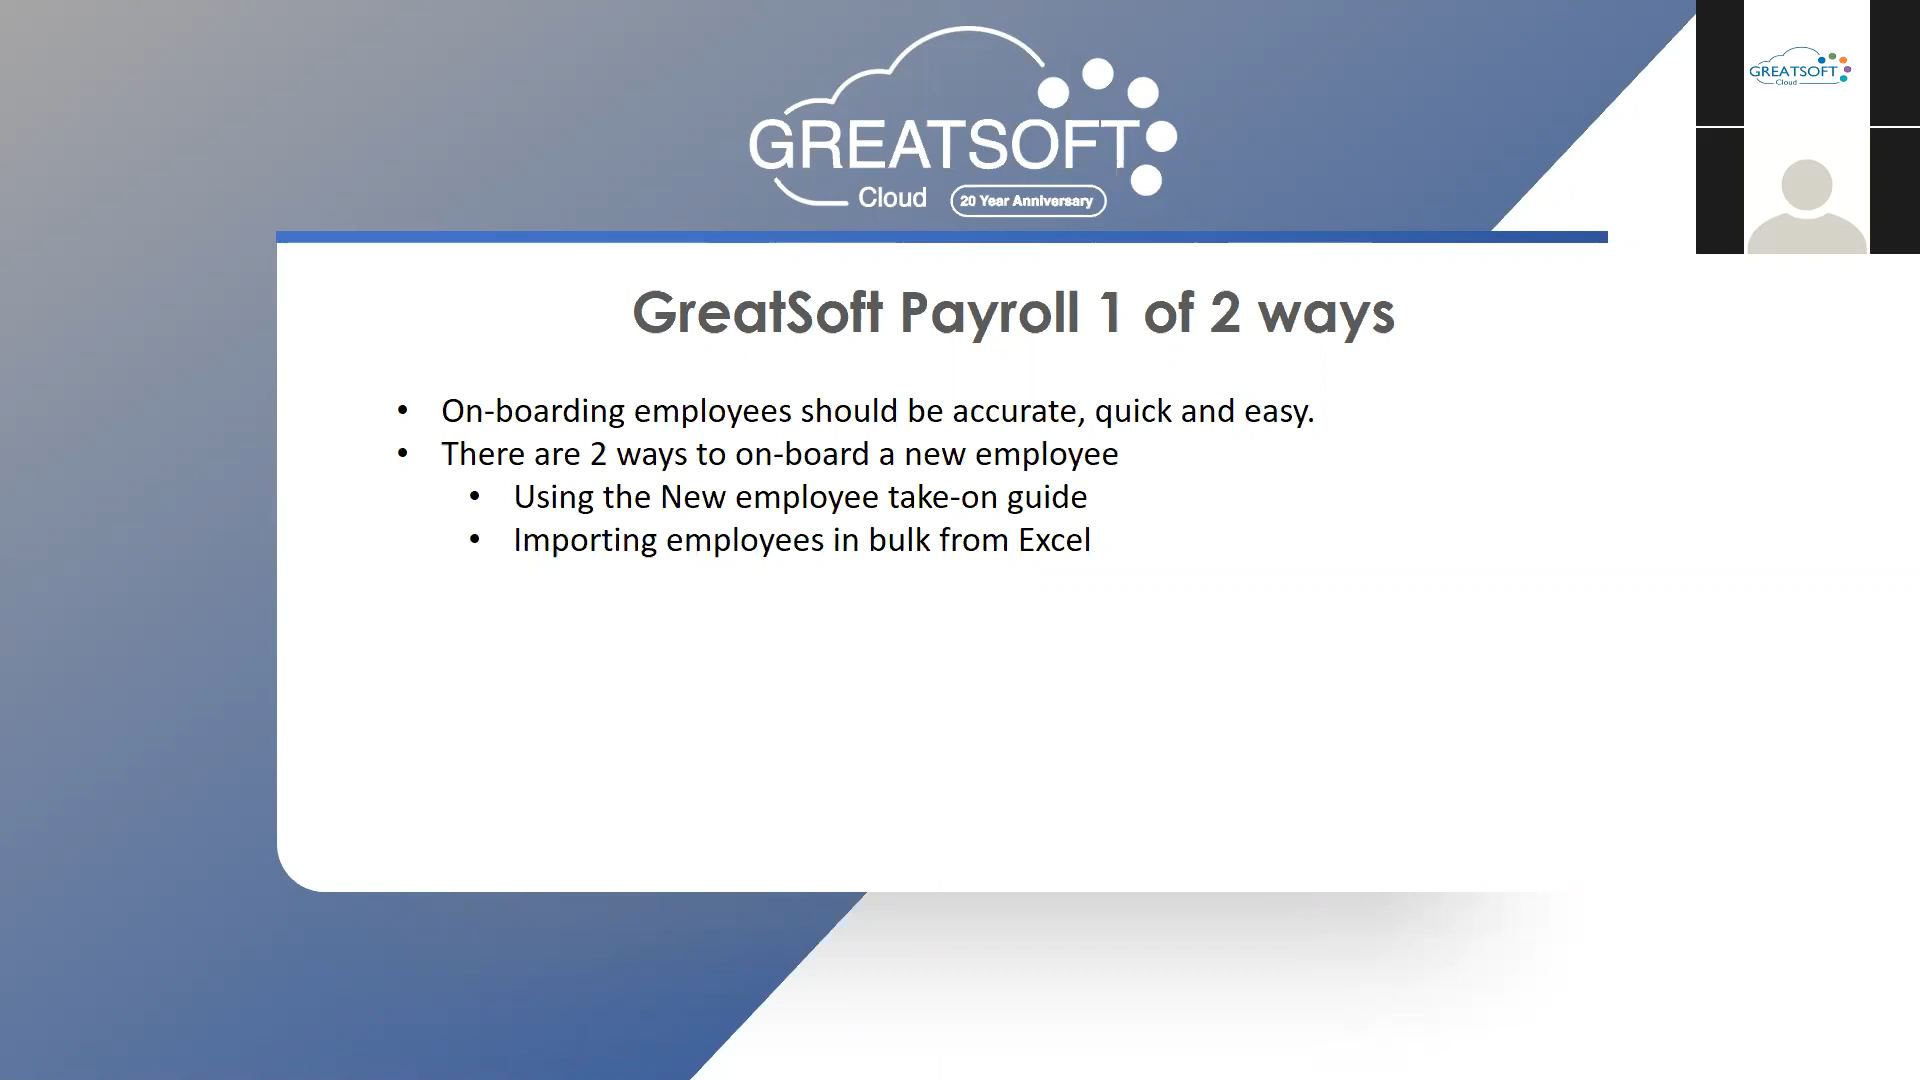 GREATSOFT
Cloud 20 Year Anniversary
GREATSOFT
Cloud
GreatSoft Payroll 1 of 2 ways
• On-boarding employees should be accurate, quick and easy.
• There are 2 ways to on-board a new employee
• Using the New employee take-on guide
• Importing employees in bulk from Excel